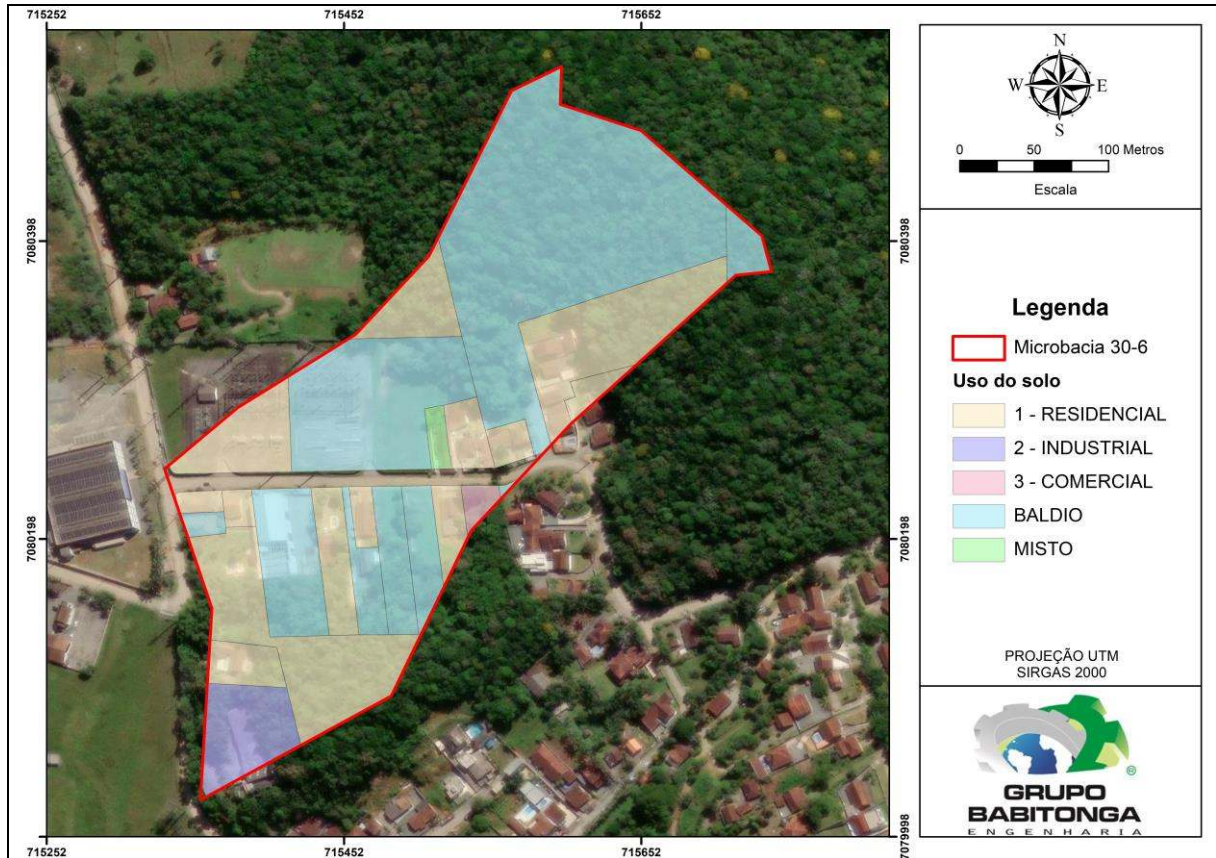 715252
715452
715652
7080398
7080398
7080198
7080198
7079998
715252
715452
715652
N
W
E
S
0
50
100 Metros
Escala
Legenda
Microbacia 30-6
Uso do solo
1 - RESIDENCIAL
2 - INDUSTRIAL
3 - COMERCIAL
BALDIO
MISTO
PROJEÇÃO UTM
SIRGAS 2000
®
GRUPO
BABITONGA
ENGENHARIA